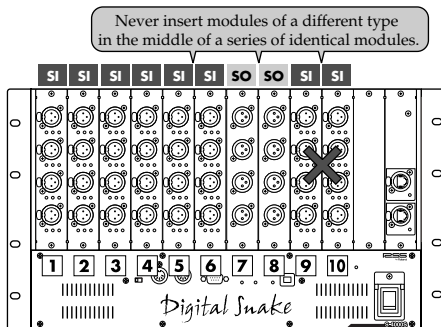 Never insert modules of a different type
in the middle of a series of identical modules.
SI SI SI SI SI SI SO SO SI SI
1 2 3 4 5 6 7 8 9 10
RSS
Digital Snake